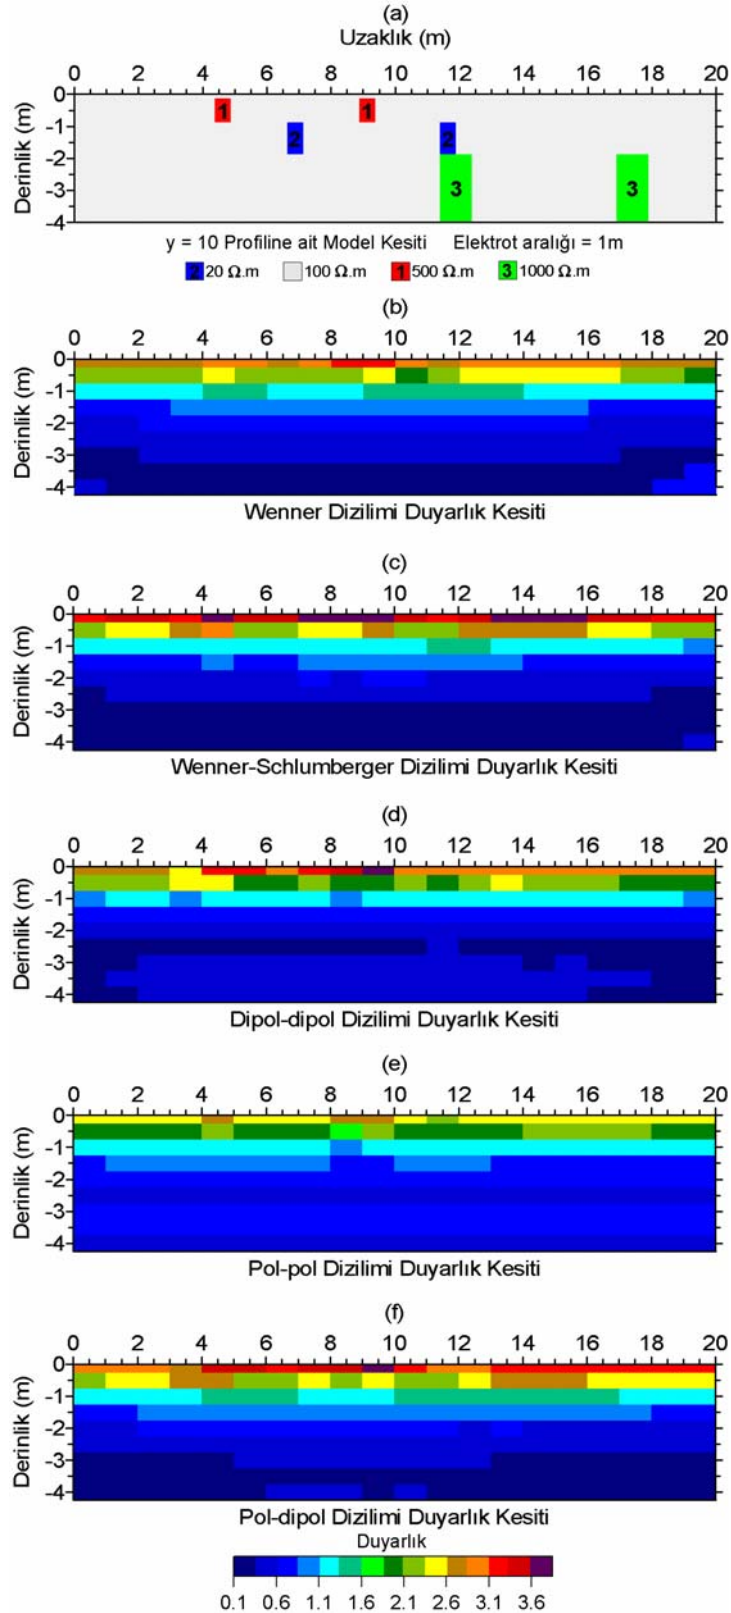 (a)
Uzaklık (m)
0 2 4 6 8 10 12 14 16 18 20
Derinlik (m)
0
-1
-2
-3
-4
1 1
2 2
3 3
y = 10 Profiline ait Model Kesiti Elektrot aralığı = 1m
2 20 Ω.m 100 Ω.m 1 500 Ω.m 3 1000 Ω.m
(b)
0 2 4 6 8 10 12 14 16 18 20
Derinlik (m)
0
-1
-2
-3
-4
Wenner Dizilimi Duyarlık Kesiti
(c)
0 2 4 6 8 10 12 14 16 18 20
Derinlik (m)
0
-1
-2
-3
-4
Wenner-Schlumberger Dizilimi Duyarlık Kesiti
(d)
0 2 4 6 8 10 12 14 16 18 20
Derinlik (m)
0
-1
-2
-3
-4
Dipol-dipol Dizilimi Duyarlık Kesiti
(e)
0 2 4 6 8 10 12 14 16 18 20
Derinlik (m)
0
-1
-2
-3
-4
Pol-pol Dizilimi Duyarlık Kesiti
(f)
0 2 4 6 8 10 12 14 16 18 20
Derinlik (m)
0
-1
-2
-3
-4
Pol-dipol Dizilimi Duyarlık Kesiti
Duyarlık
0.1 0.6 1.1 1.6 2.1 2.6 3.1 3.6